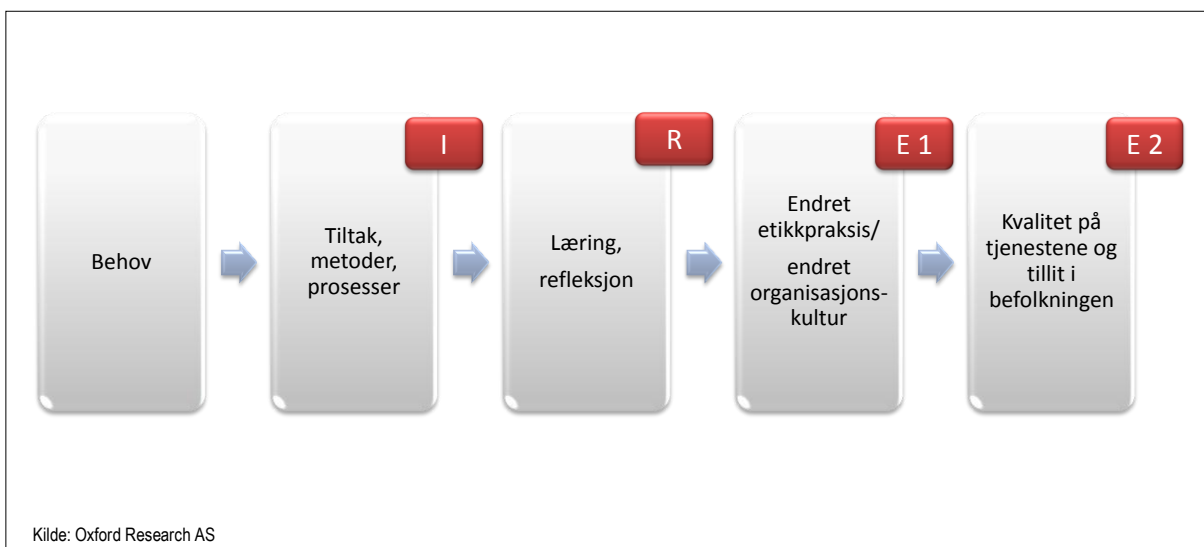 I
R
E 1
E 2
Behov
Tiltak,
metoder,
prosesser
Læring,
refleksjon
Endret
etikkpraksis/
endret
organisasjons-
kultur
Kvalitet på
tjenestene og
tillit i
befolkningen
Kilde: Oxford Research AS